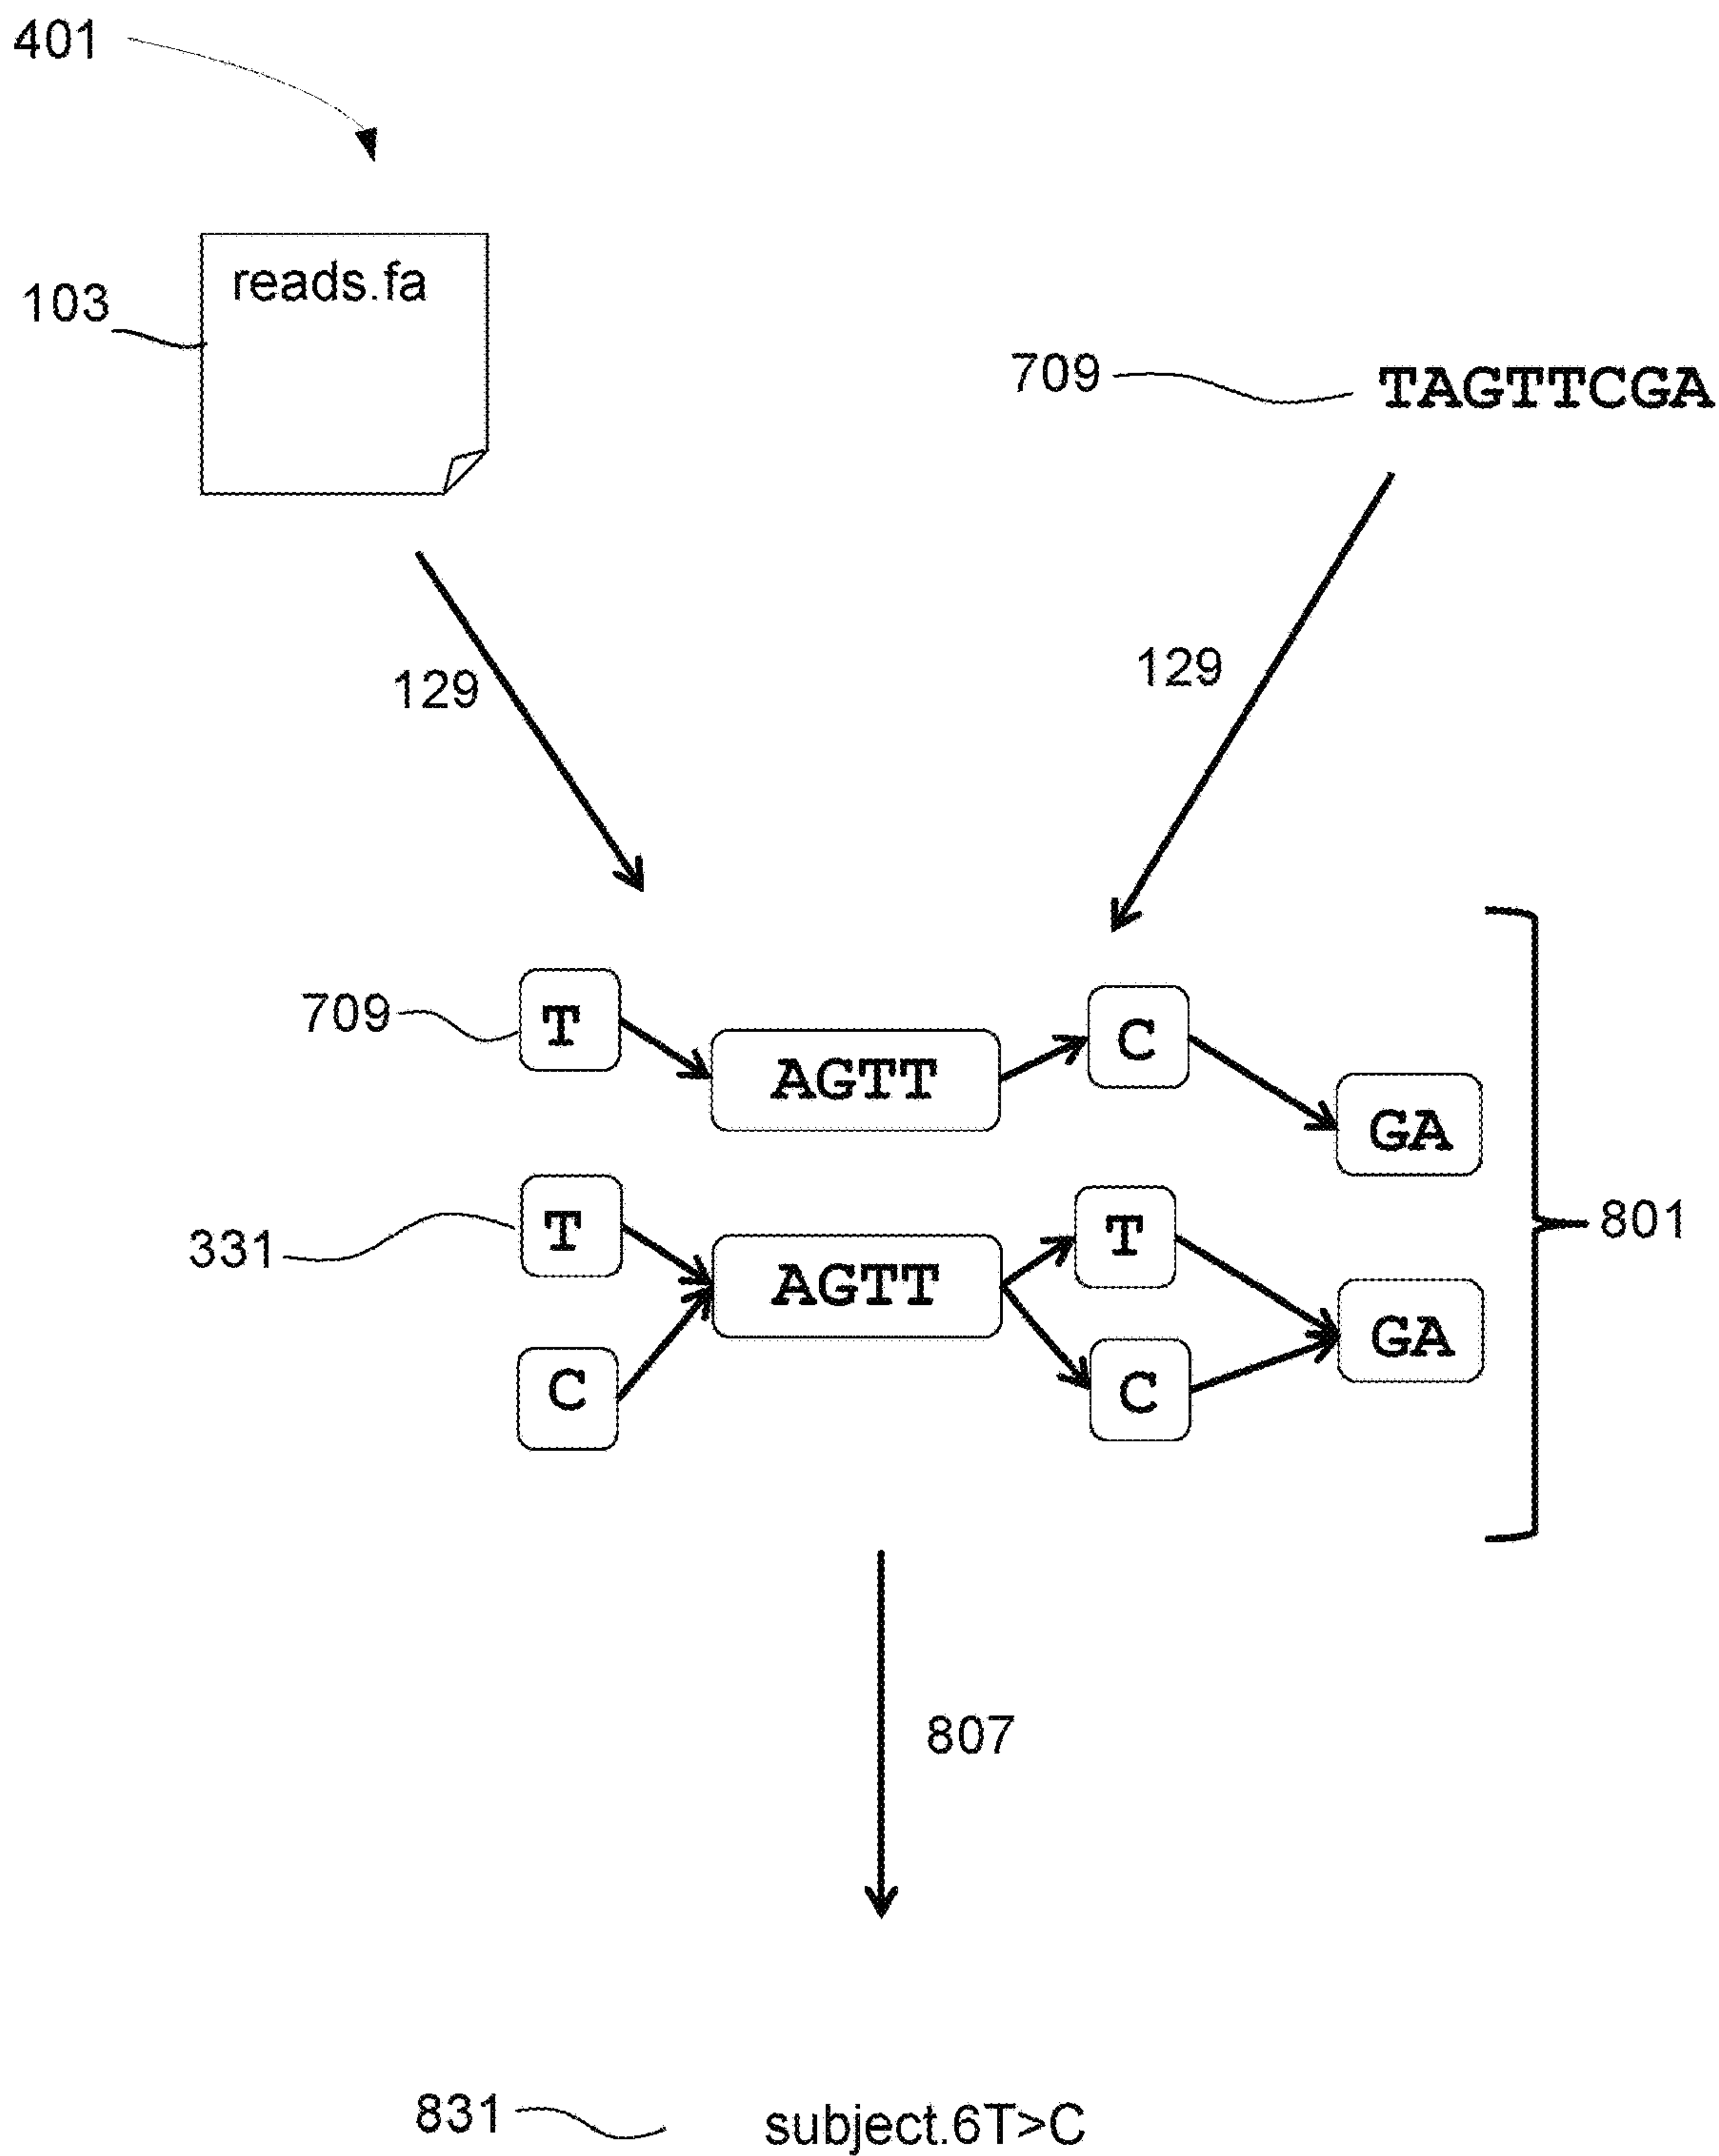 401
reads.fa
103
709 TAGTTCGA
129
129
709 T AGTT C GA
331 T AGTT T GA
C C
801
807
831 subject.6T>C